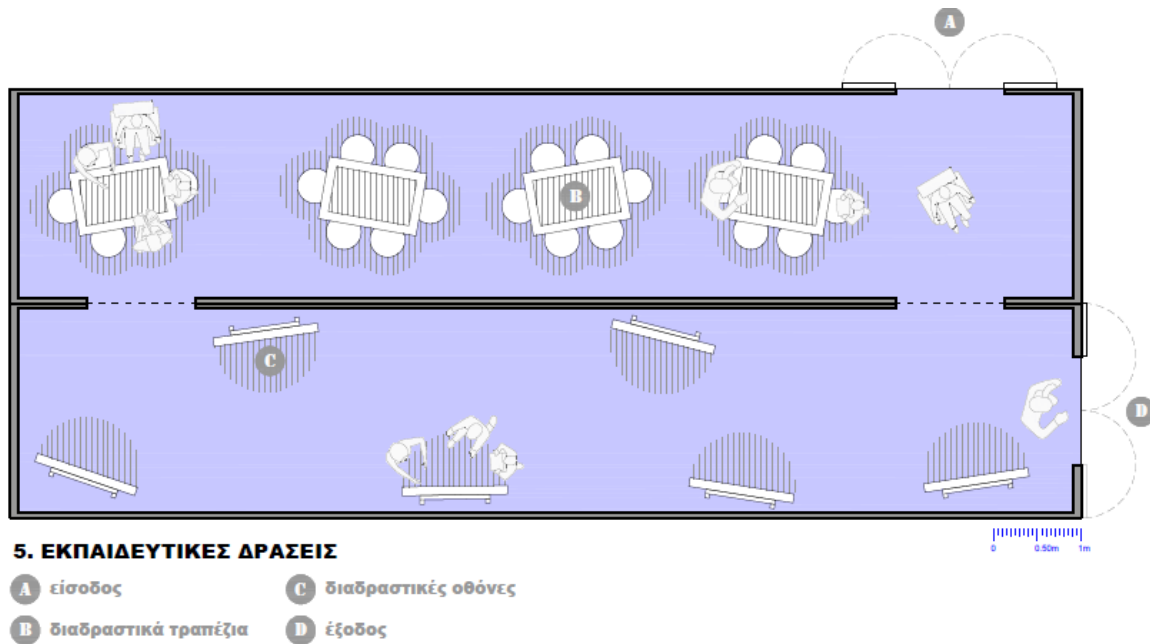 A
B
C
D
0 0.50m 1m
5. ΕΚΠΑΙΔΕΥΤΙΚΕΣ ΔΡΑΣΕΙΣ
A είσοδος
C διαδραστικές οθόνες
B διαδραστικά τραπέζια
D έξοδος